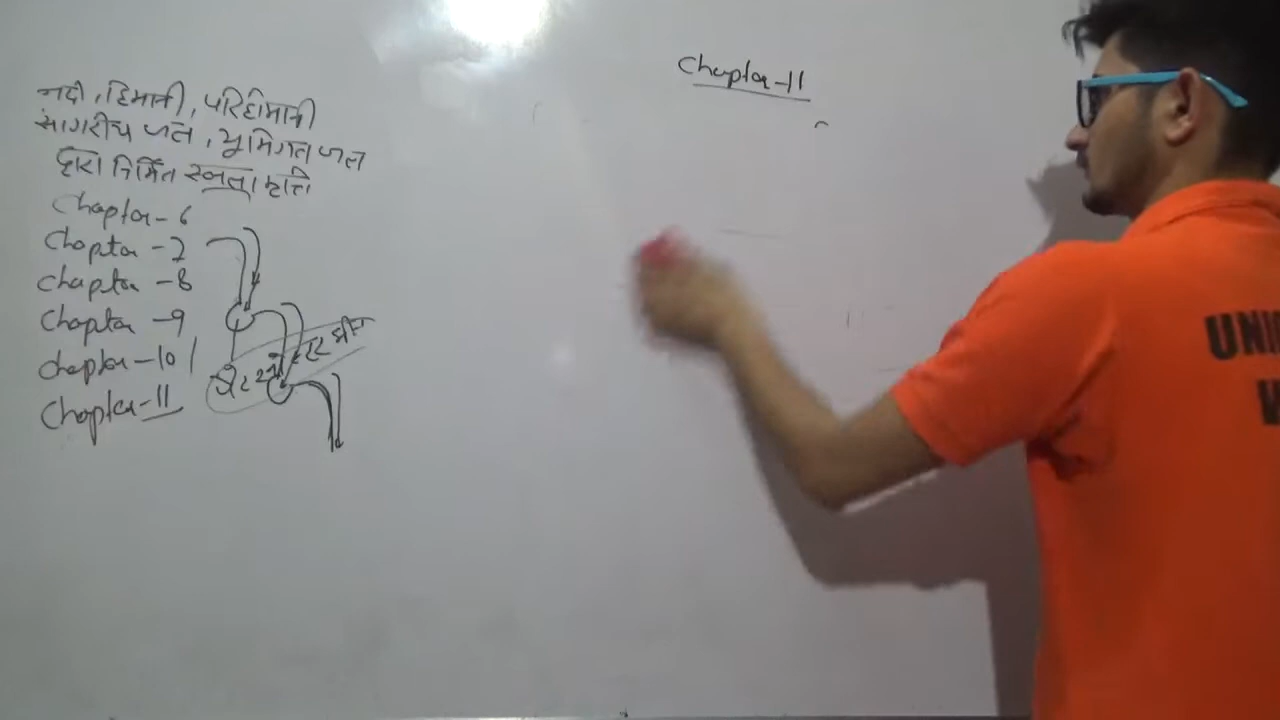 नदी, हिमानी, परिहिमानी
सागरीय जल, भूमिगत जल
द्वारा निर्मित स्थलाकृति
Chapter-6
Chapter-7
Chapter-8
Chapter-9
Chapter-10
Chapter-11
Chapter-11
UNI